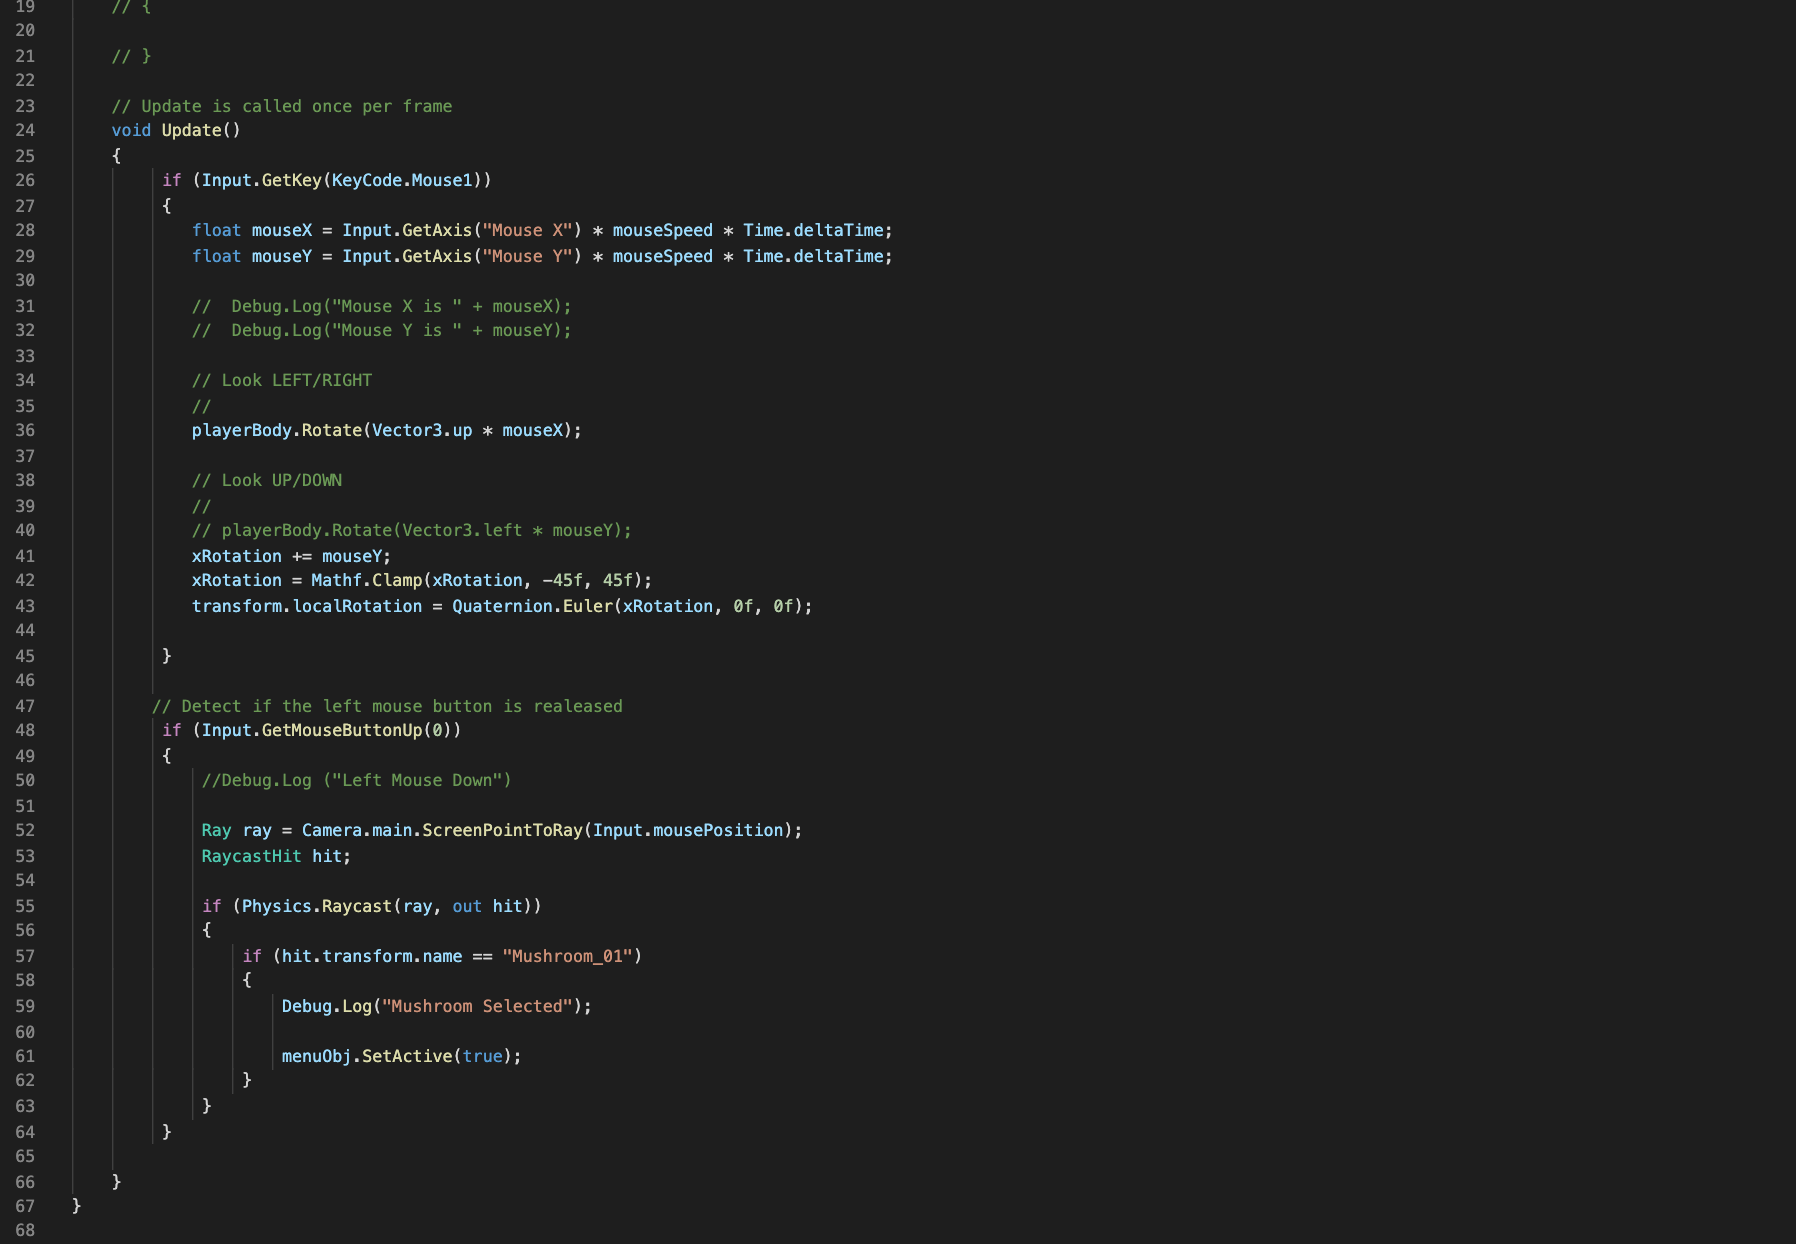 19 // {
20
21 // }
22
23 // Update is called once per frame
24 void Update()
25 {
26 if (Input.GetKey(KeyCode.Mouse1))
27 {
28 float mouseX = Input.GetAxis("Mouse X") * mouseSpeed * Time.deltaTime;
29 float mouseY = Input.GetAxis("Mouse Y") * mouseSpeed * Time.deltaTime;
30
31 //  Debug.Log("Mouse X is " + mouseX);
32 //  Debug.Log("Mouse Y is " + mouseY);
33
34 // Look LEFT/RIGHT
35 //
36 playerBody.Rotate(Vector3.up * mouseX);
37
38 // Look UP/DOWN
39 //
40 // playerBody.Rotate(Vector3.left * mouseY);
41 xRotation += mouseY;
42 xRotation = Mathf.Clamp(xRotation, -45f, 45f);
43 transform.localRotation = Quaternion.Euler(xRotation, 0f, 0f);
44
45 }
46
47 // Detect if the left mouse button is realeased
48 if (Input.GetMouseButtonUp(0))
49 {
50 //Debug.Log ("Left Mouse Down")
51
52 Ray ray = Camera.main.ScreenPointToRay(Input.mousePosition);
53 RaycastHit hit;
54
55 if (Physics.Raycast(ray, out hit))
56 {
57 if (hit.transform.name == "Mushroom_01")
58 {
59 Debug.Log("Mushroom Selected");
60
61 menuObj.SetActive(true);
62 }
63 }
64 }
65
66 }
67 }
68